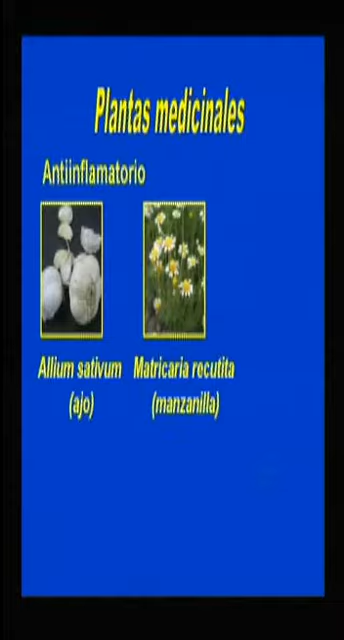 Plantas medicinales
Antiinflamatorio
Allium sativum Matricaria recutita
(ajo) (manzanilla)